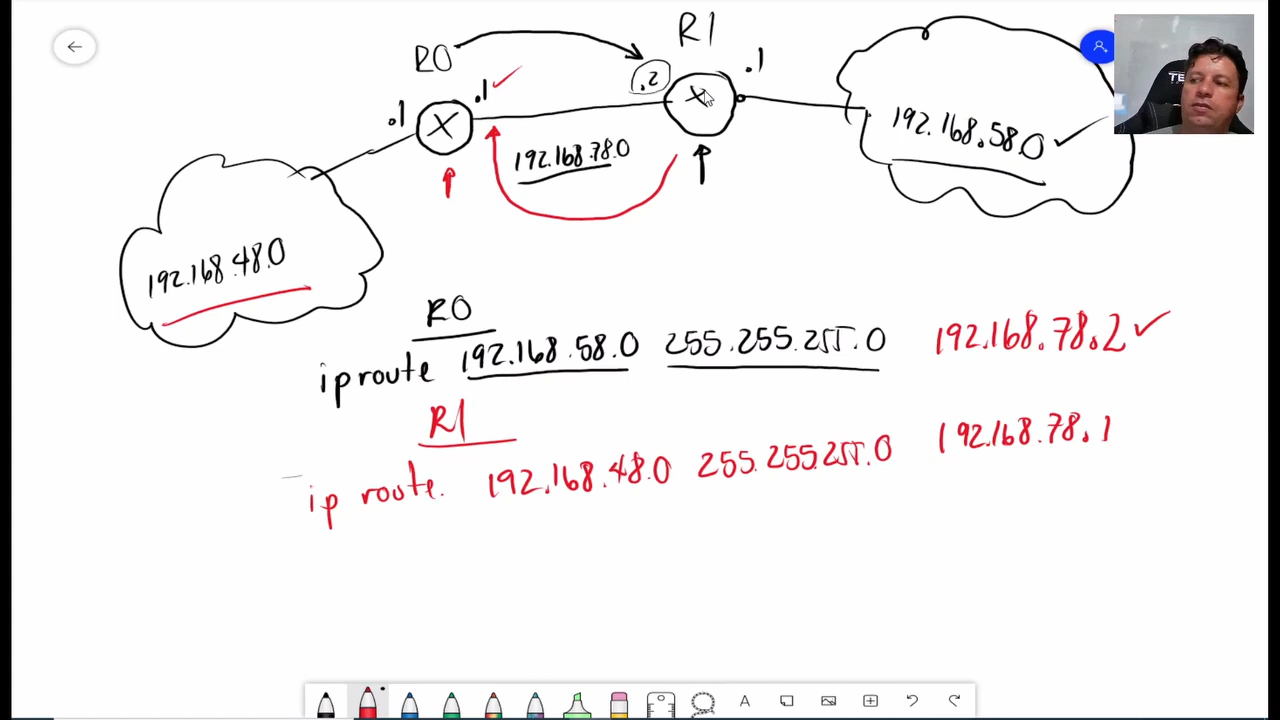 R0
R1
.1
.1
.2
.1
192.168.78.0
192.168.58.0
192.168.48.0
R0
ip route 192.168.58.0 255.255.255.0 192.168.78.2
R1
ip route. 192.168.48.0 255.255.255.0 192.168.78.1
A